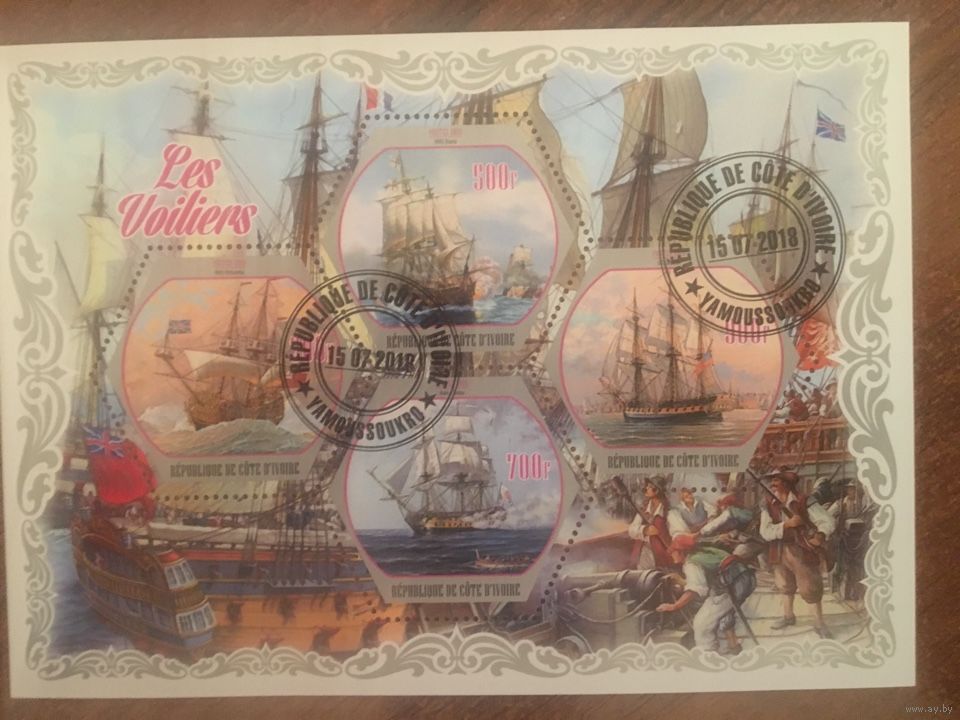 Les
Voiliers
500F
RÉPUBLIQUE DE CÔTE D'IVOIRE
RÉPUBLIQUE DE CÔTE D'IVOIRE
15 07 2018
YAMOUSSOUKRO
RÉPUBLIQUE DE CÔTE D'IVOIRE
15 07 2018
YAMOUSSOUKRO
900F
RÉPUBLIQUE DE CÔTE D'IVOIRE
RÉPUBLIQUE DE CÔTE D'IVOIRE
700F
RÉPUBLIQUE DE CÔTE D'IVOIRE
www.ay.by